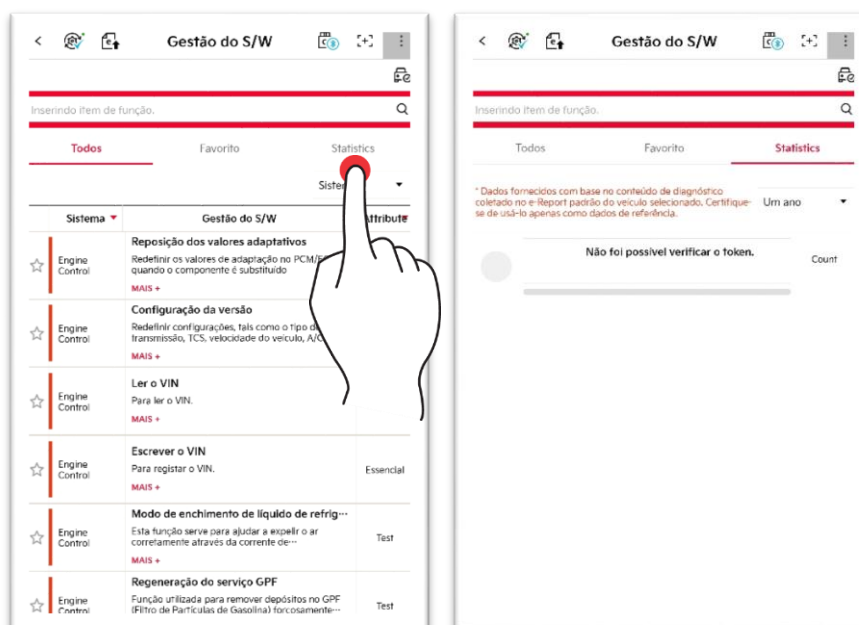 Gestão do S/W
Inserindo item de função.
Todos Favorito Statistics
Sistema Gestão do S/W Attribute
Reposição dos valores adaptativos
Engine
Control
Redefinir os valores de adaptação no
quando o componente é substituído
MAIS +
Configuração da versão
Engine
Control
Redefinir configurações, tais como o tipo
transmissão, TCS, velocidade do veículo,
MAIS +
Ler o VIN
Engine
Control
Para ler o VIN.
MAIS +
Escrever o VIN
Engine
Control
Para registar o VIN.
Essencial
MAIS +
Modo de enchimento de líquido de refrig···
Engine
Control
Esta função serve para ajudar a expelir o ar
corretamente através da corrente de···
Test
MAIS +
Regeneração do serviço GPF
Engine
Control
Função utilizada para remover depósitos no GPF
(Filtro de Partículas de Gasolina) forçosamente···
Test
Gestão do S/W
Inserindo item de função.
Todos Favorito Statistics
* Dados fornecidos com base no conteúdo de diagnóstico
coletado no e-Report padrão do veículo selecionado. Certifique-
se de usá-lo apenas como dados de referência.
Um ano
Não foi possível verificar o token.
Count